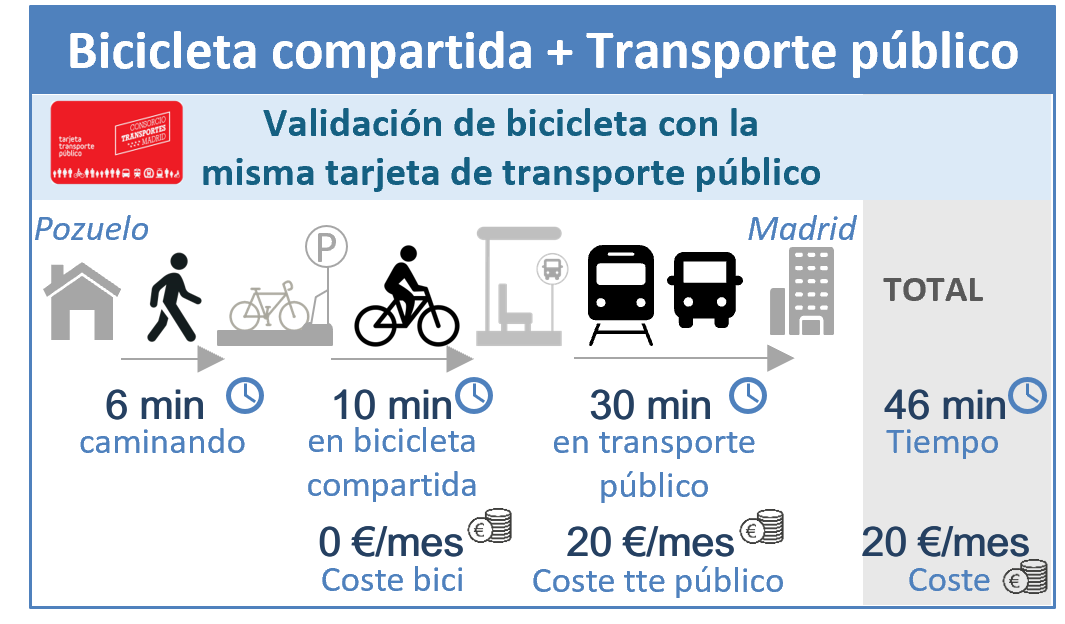 Bicicleta compartida + Transporte público
tarjeta
transporte
público
CONSORCIO
TRANSPORTES
MADRID
Validación de bicicleta con la
misma tarjeta de transporte público
Pozuelo
P
Madrid
TOTAL
6 min
caminando
10 min
en bicicleta
compartida
30 min
en transporte
público
46 min
Tiempo
0 €/mes
€
Coste bici
20 €/mes
€
Coste tte público
20 €/mes
Coste
€